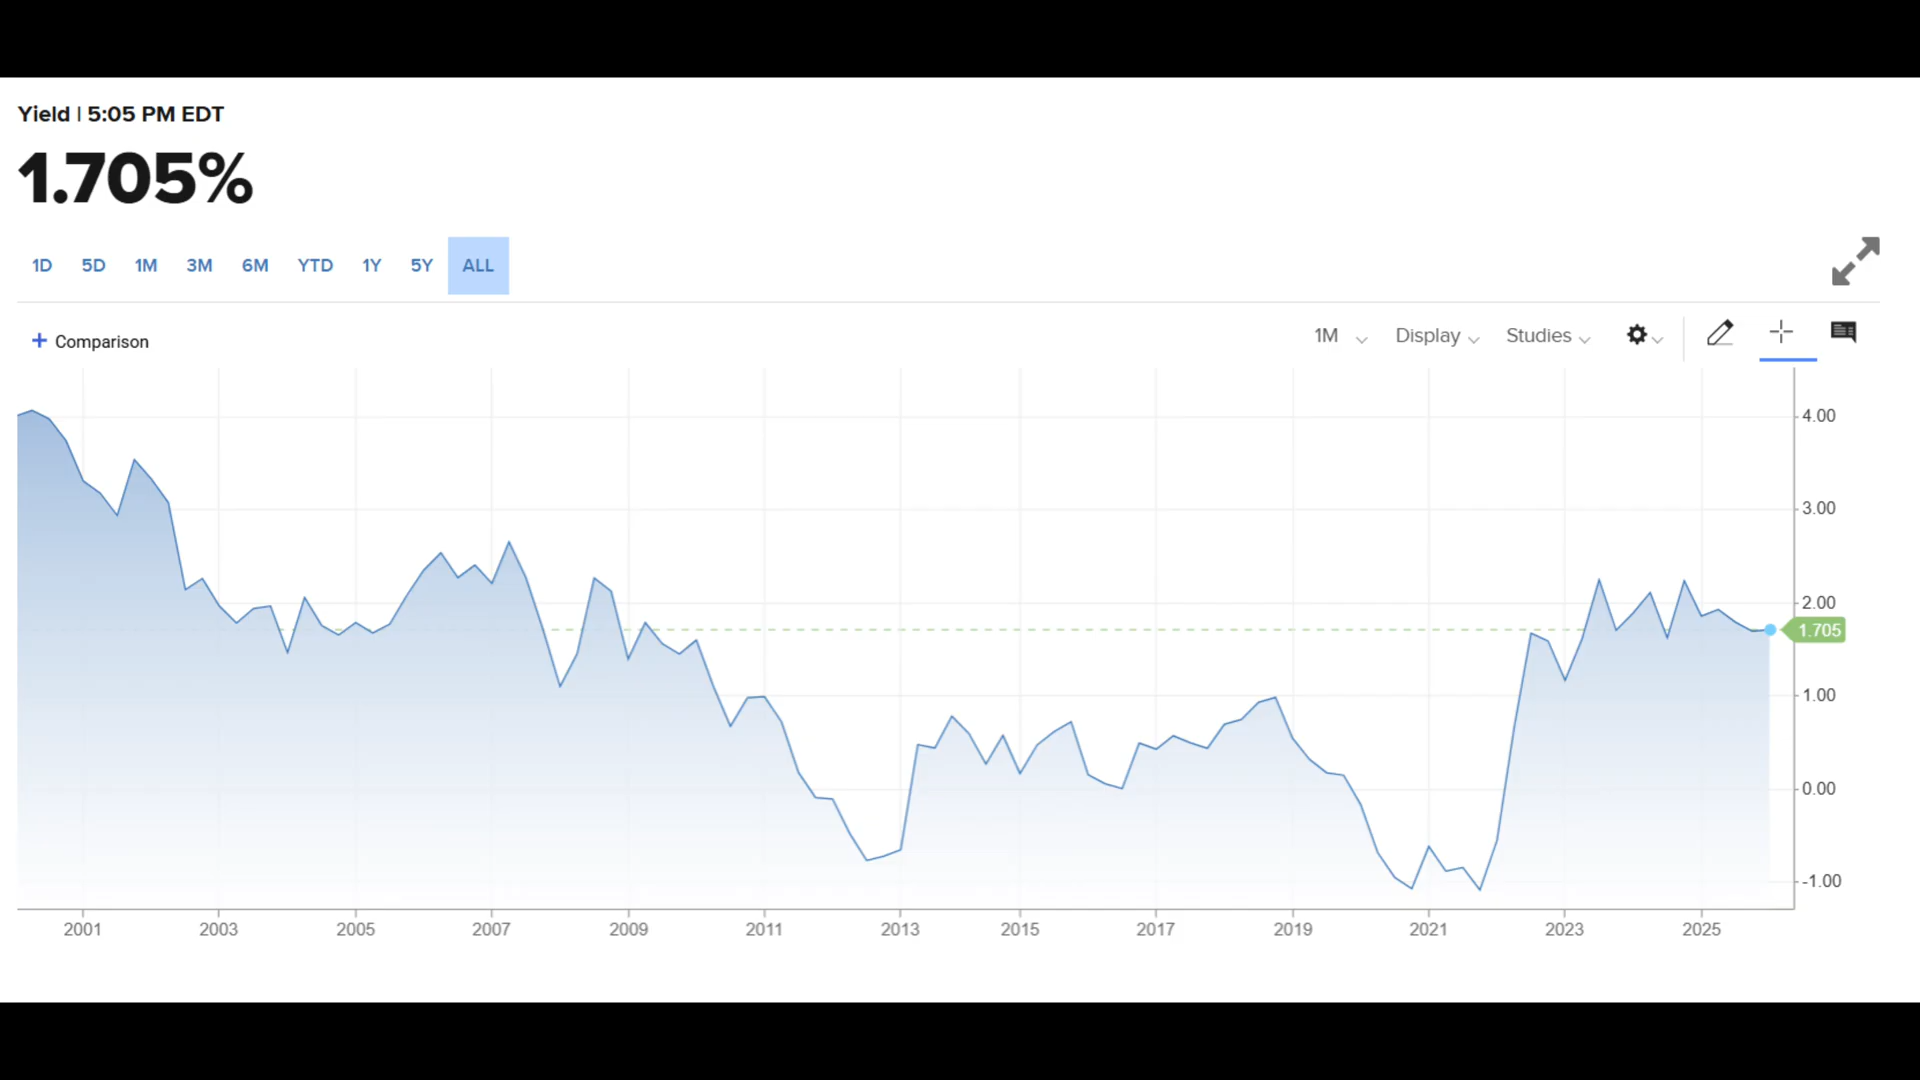 Yield | 5:05 PM EDT
1.705%
1D 5D 1M 3M 6M YTD 1Y 5Y ALL
+ Comparison
1M Display Studies
4.00
3.00
2.00
1.705
1.00
0.00
-1.00
2001 2003 2005 2007 2009 2011 2013 2015 2017 2019 2021 2023 2025